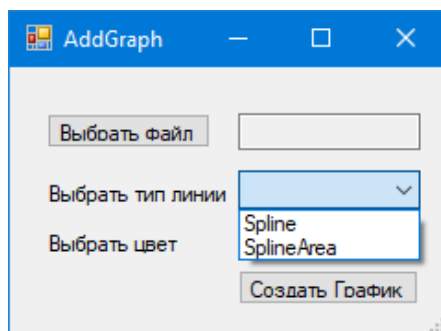 AddGraph
Выбрать файл
Выбрать тип линии
Spline
SplineArea
Выбрать цвет
Создать График